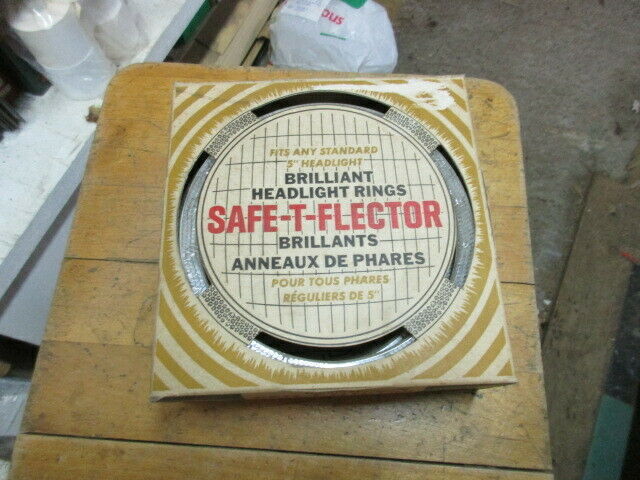 FITS ANY STANDARD
5" HEADLIGHT
BRILLIANT
HEADLIGHT RINGS
SAFE-T-FLECTOR
BRILLANTS
ANNEAUX DE PHARES
POUR TOUS PHARES
RÉGULIERS DE 5"